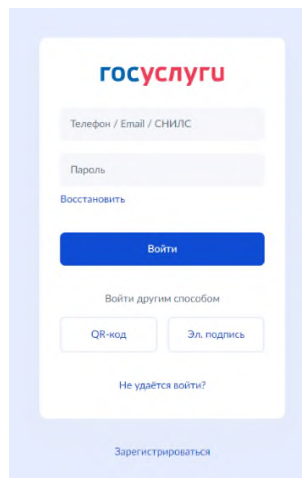 госуслуги
Телефон / Email / СНИЛС
Пароль
Восстановить
Войти
Войти другим способом
QR-код
Эл. подпись
Не удаётся войти?
Зарегистрироваться